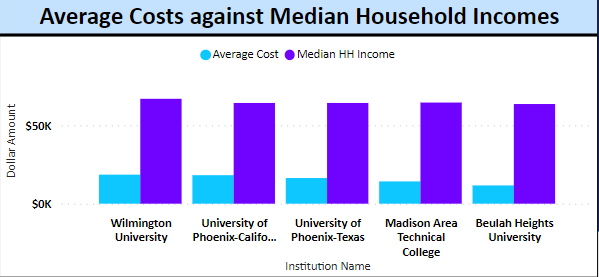 Average Costs against Median Household Incomes
Average Cost Median HH Income
Dollar Amount
$50K
$0K
Wilmington
University
University of
Phoenix-Califo...
University of
Phoenix-Texas
Madison Area
Technical
College
Beulah Heights
University
Institution Name